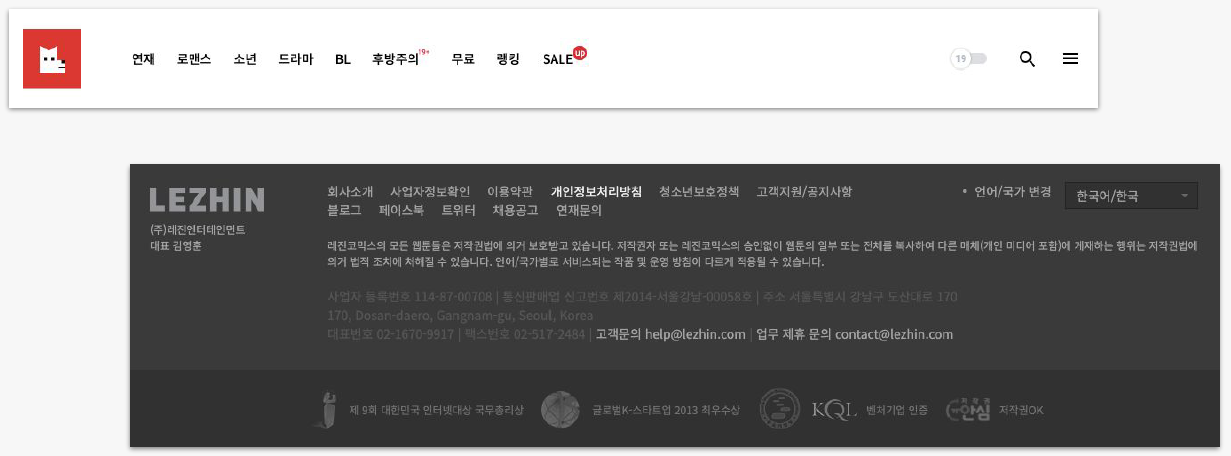 연재 로맨스 소년 드라마 BL 후방주의 19+ 무료 랭킹 SALE UP 19
LEZHIN
(주)레진엔터테인먼트
대표 김영훈
회사소개 사업자정보확인 이용약관 개인정보처리방침 청소년보호정책 고객지원/공지사항
블로그 페이스북 트위터 채용공고 연재문의
• 언어/국가 변경 한국어/한국
레진코믹스의 모든 웹툰들은 저작권법에 의거 보호받고 있습니다. 저작권자 또는 레진코믹스의 승인없이 웹툰의 일부 또는 전체를 복사하여 다른 매체(개인 미디어 포함)에 게재하는 행위는 저작권법에
의거 법적 조치에 처해질 수 있습니다. 언어/국가별로 서비스되는 작품 및 운영 방침이 다르게 적용될 수 있습니다.
사업자 등록번호 114-87-00708 | 통신판매업 신고번호 제2014-서울강남-00058호 | 주소 서울특별시 강남구 도산대로 170
170, Dosan-daero, Gangnam-gu, Seoul, Korea
대표번호 02-1670-9917 | 팩스번호 02-517-2484 | 고객문의 help@lezhin.com | 업무 제휴 문의 contact@lezhin.com
제 9회 대한민국 인터넷대상 국무총리상 글로벌K-스타트업 2013 최우수상 KQL 벤처기업 인증 저작권 안심 저작권OK